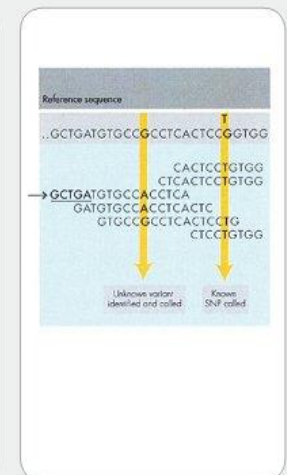 Reference sequence
T
..GCTGATGTGCCGCCTCACTCCGGTGG
CACTCCTGTGG
CTCACTCCTGTGG
GCTGATGTGCCACCTCA
GATGTGCCACCTCACTC
GTGCCGCCTCACTCCTG
CTCCTGTGG
Unknown variant
identified and called
Known
SNP called